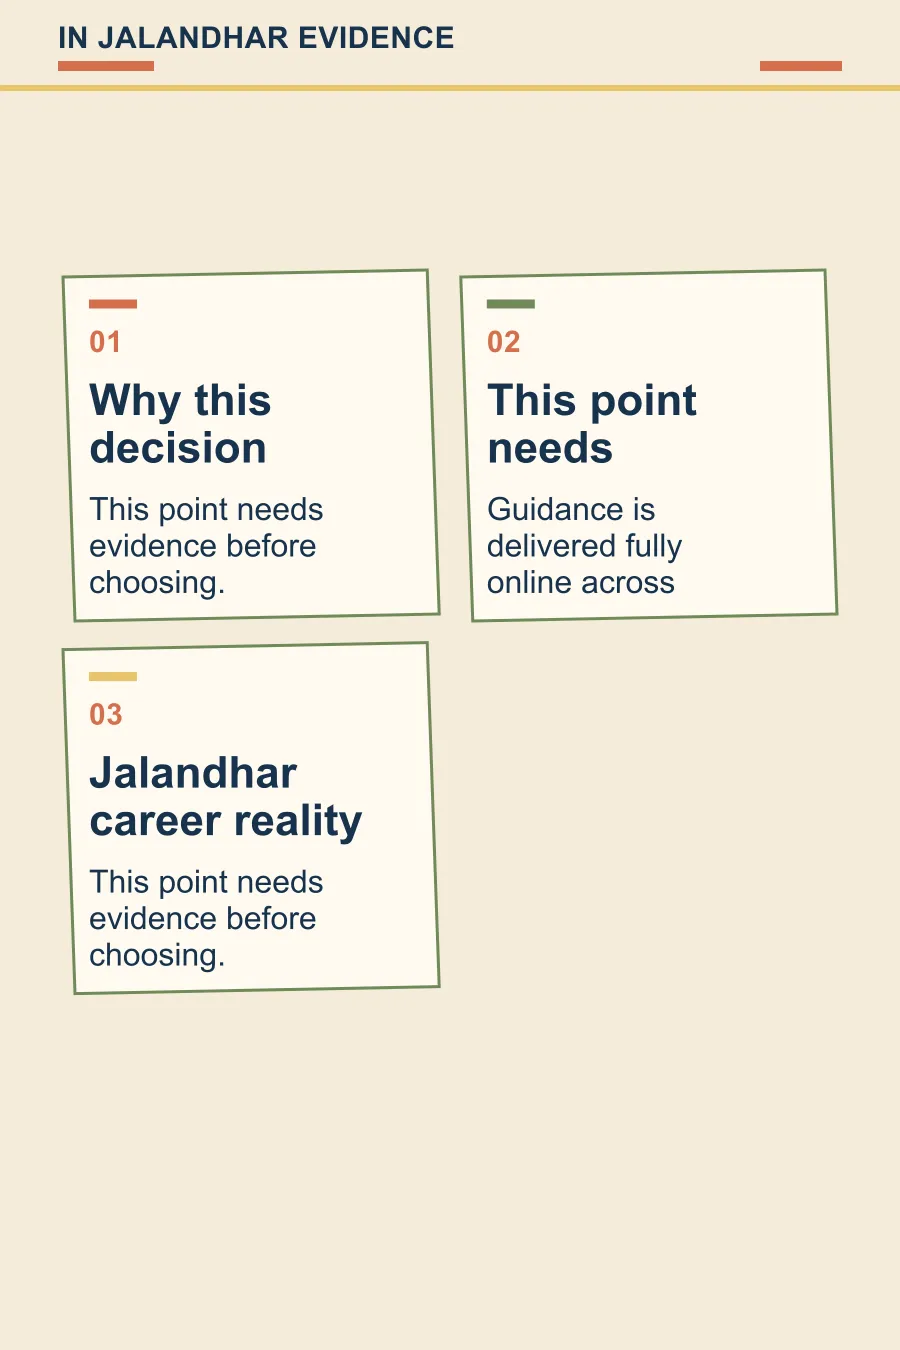 IN JALANDHAR EVIDENCE
01
Why this
decision
This point needs
evidence before
choosing.
02
This point
needs
Guidance is
delivered fully
online across
03
Jalandhar
career reality
This point needs
evidence before
choosing.